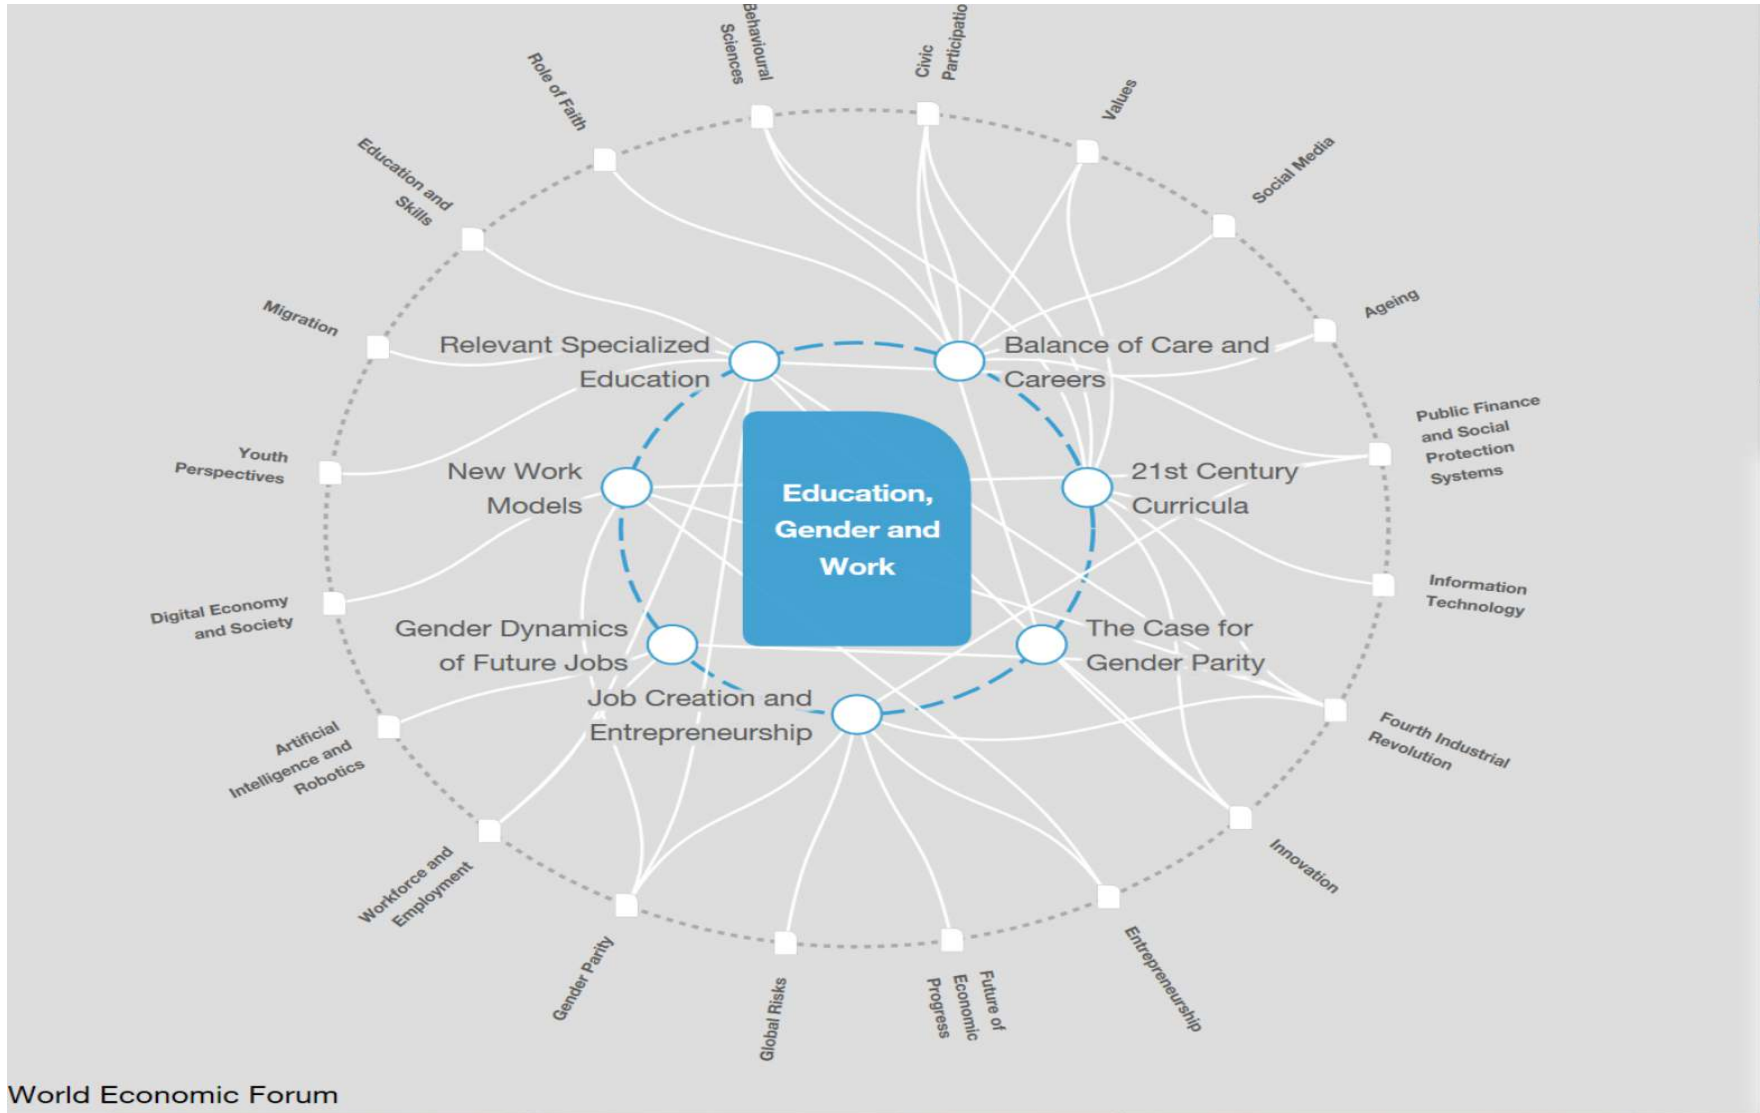 Behavioural
Sciences
Civic
Participatio
Values
Role of Faith
Social Media
Education and
Skills
Ageing
Migration
Relevant Specialized
Education
Balance of Care and
Careers
Public Finance
and Social
Protection
Systems
Youth
Perspectives
New Work
Models
21st Century
Curricula
Education,
Gender and
Work
Information
Technology
Digital Economy
and Society
Gender Dynamics
of Future Jobs
The Case for
Gender Parity
Job Creation and
Entrepreneurship
Artificial
Intelligence and
Robotics
Fourth Industrial
Revolution
Workforce and
Employment
Innovation
Gender Parity
Global Risks
Future of
Economic
Progress
Entrepreneurship
World Economic Forum